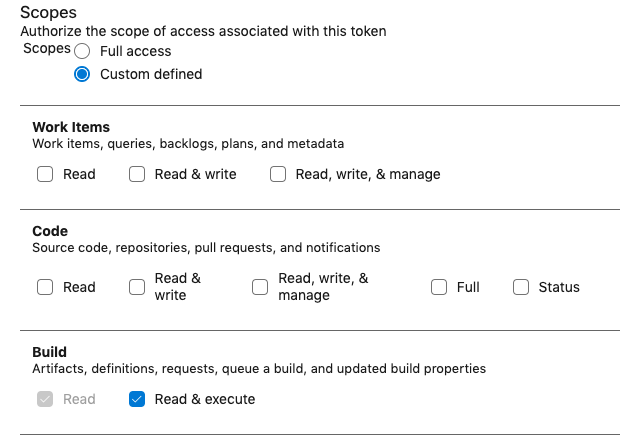 Scopes
Authorize the scope of access associated with this token
Scopes Full access
Custom defined
Work Items
Work items, queries, backlogs, plans, and metadata
Read Read & write Read, write, & manage
Code
Source code, repositories, pull requests, and notifications
Read Read & write Read, write, & manage Full Status
Build
Artifacts, definitions, requests, queue a build, and updated build properties
Read Read & execute